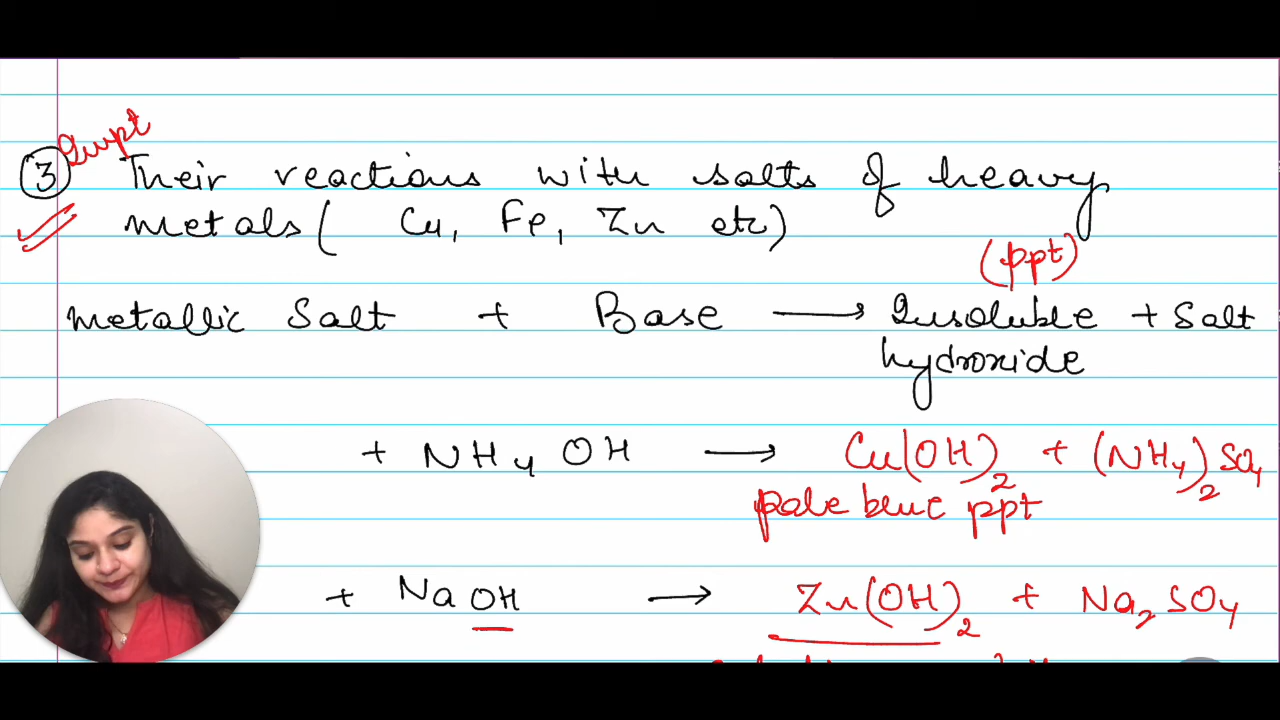 Impt
③ Their reactions with salts of heavy
metals ( Cu, Fe, Zn etc)
(ppt)
metallic Salt + Base → Insoluble + Salt
hydroxide
+ NH₄OH → Cu(OH)₂ + (NH₄)₂SO₄
pale blue ppt
+ NaOH → Zn(OH)₂ + Na₂SO₄